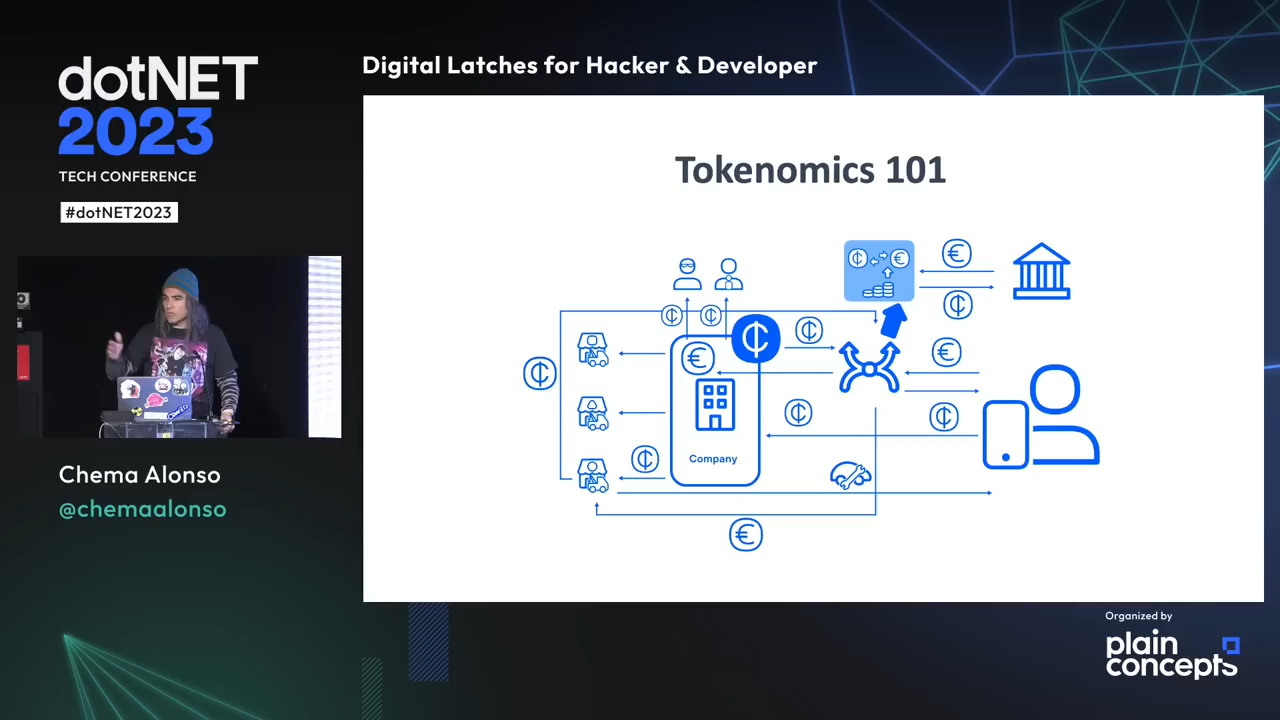 dotNET
2023
TECH CONFERENCE
#dotNET2023
Chema Alonso
@chemaalonso
Digital Latches for Hacker & Developer
Tokenomics 101
Company
Organized by
plain
concepts